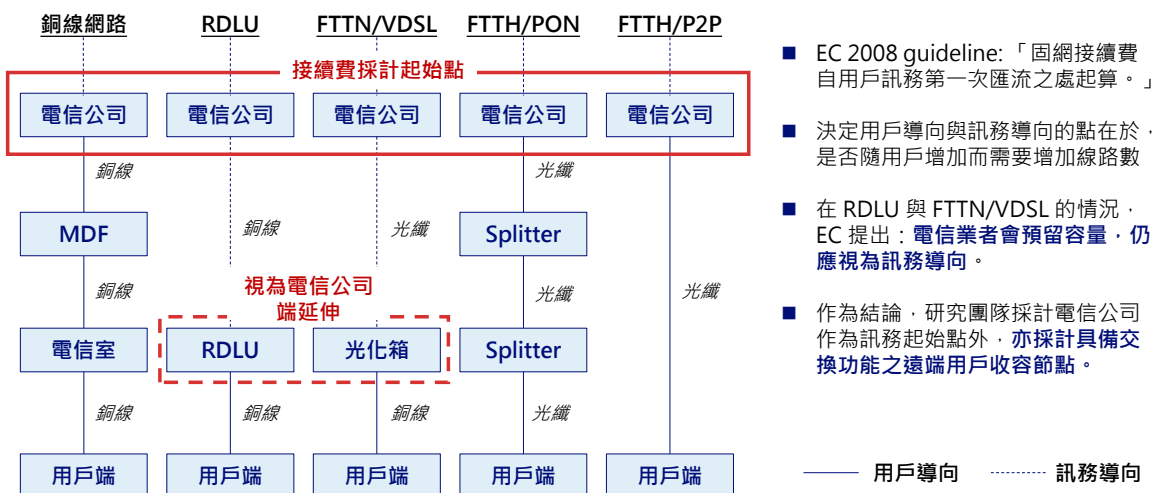 銅線網路 RDLU FTTN/VDSL FTTH/PON FTTH/P2P
接續費採計起始點
電信公司 電信公司 電信公司 電信公司 電信公司
銅線 光纖
MDF 銅線 光纖 Splitter
視為電信公司
端延伸
銅線 光纖 光纖
電信室 RDLU 光化箱 Splitter
銅線 銅線 銅線 光纖
用戶端 用戶端 用戶端 用戶端 用戶端
■ EC 2008 guideline:「固網接續費
自用戶訊務第一次匯流之處起算。」
■ 決定用戶導向與訊務導向的點在於，
是否隨用戶增加而需要增加線路數
■ 在 RDLU 與 FTTN/VDSL 的情況，
EC 提出：電信業者會預留容量，仍
應視為訊務導向。
■ 作為結論，研究團隊採計電信公司
作為訊務起始點外，亦採計具備交
換功能之遠端用戶收容節點。
用戶導向 訊務導向